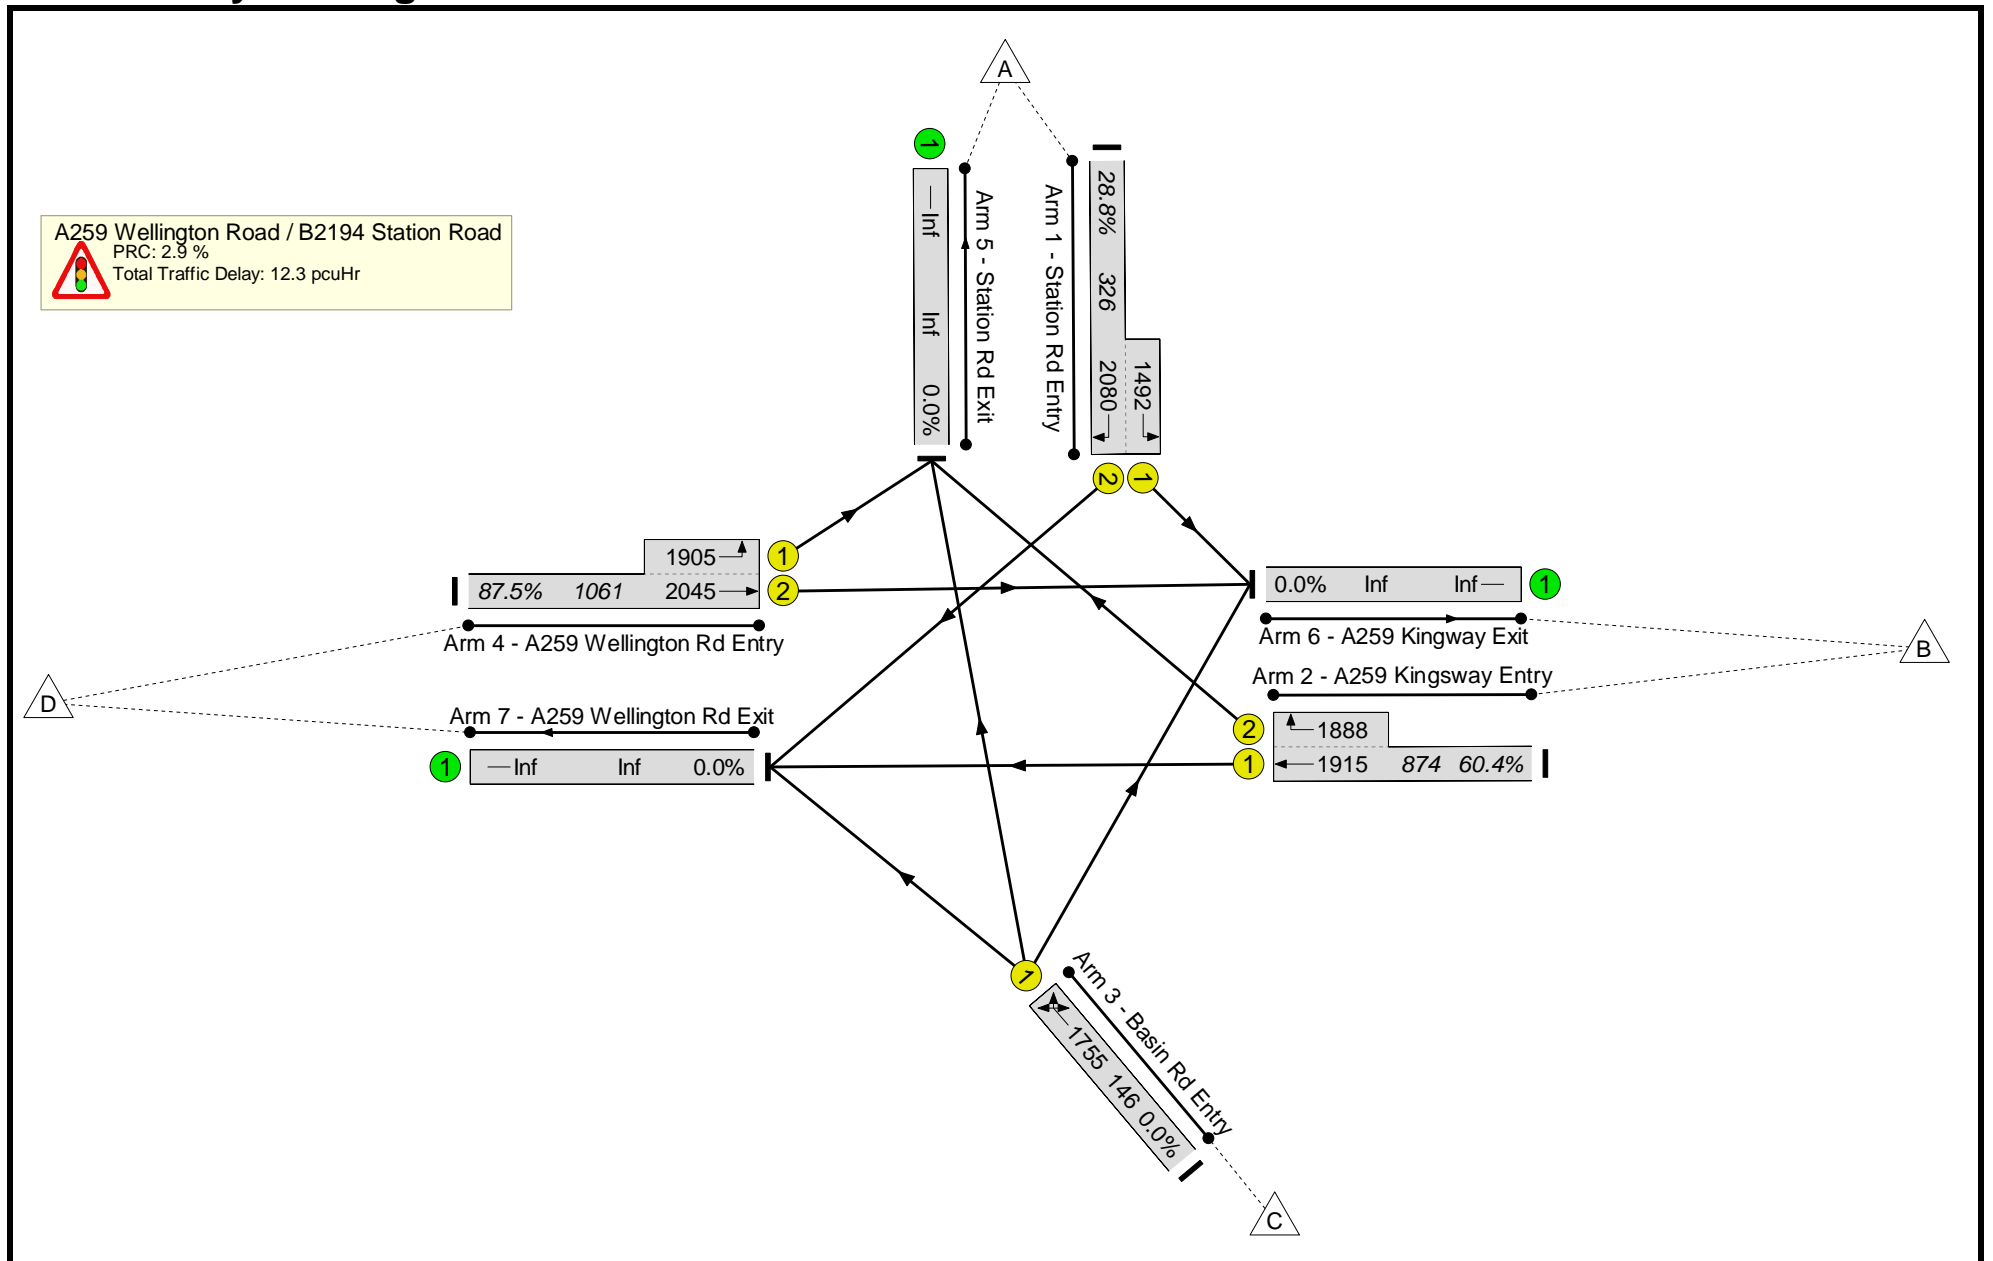 A
1
28.8% 326 2080
1492
Arm 1 - Station Rd Entry
Arm 5 - Station Rd Exit
Inf Inf 0.0%
A259 Wellington Road / B2194 Station Road
PRC: 2.9 %
Total Traffic Delay: 12.3 pcuHr
2 1
1905 1
87.5% 1061 2045 2
Arm 4 - A259 Wellington Rd Entry
0.0% Inf Inf 1
Arm 6 - A259 Kingway Exit
B
Arm 2 - A259 Kingsway Entry
D
Arm 7 - A259 Wellington Rd Exit
2 1888
1 1915 874 60.4%
1 Inf Inf 0.0%
1
Arm 3 - Basin Rd Entry
1755 146 0.0%
C